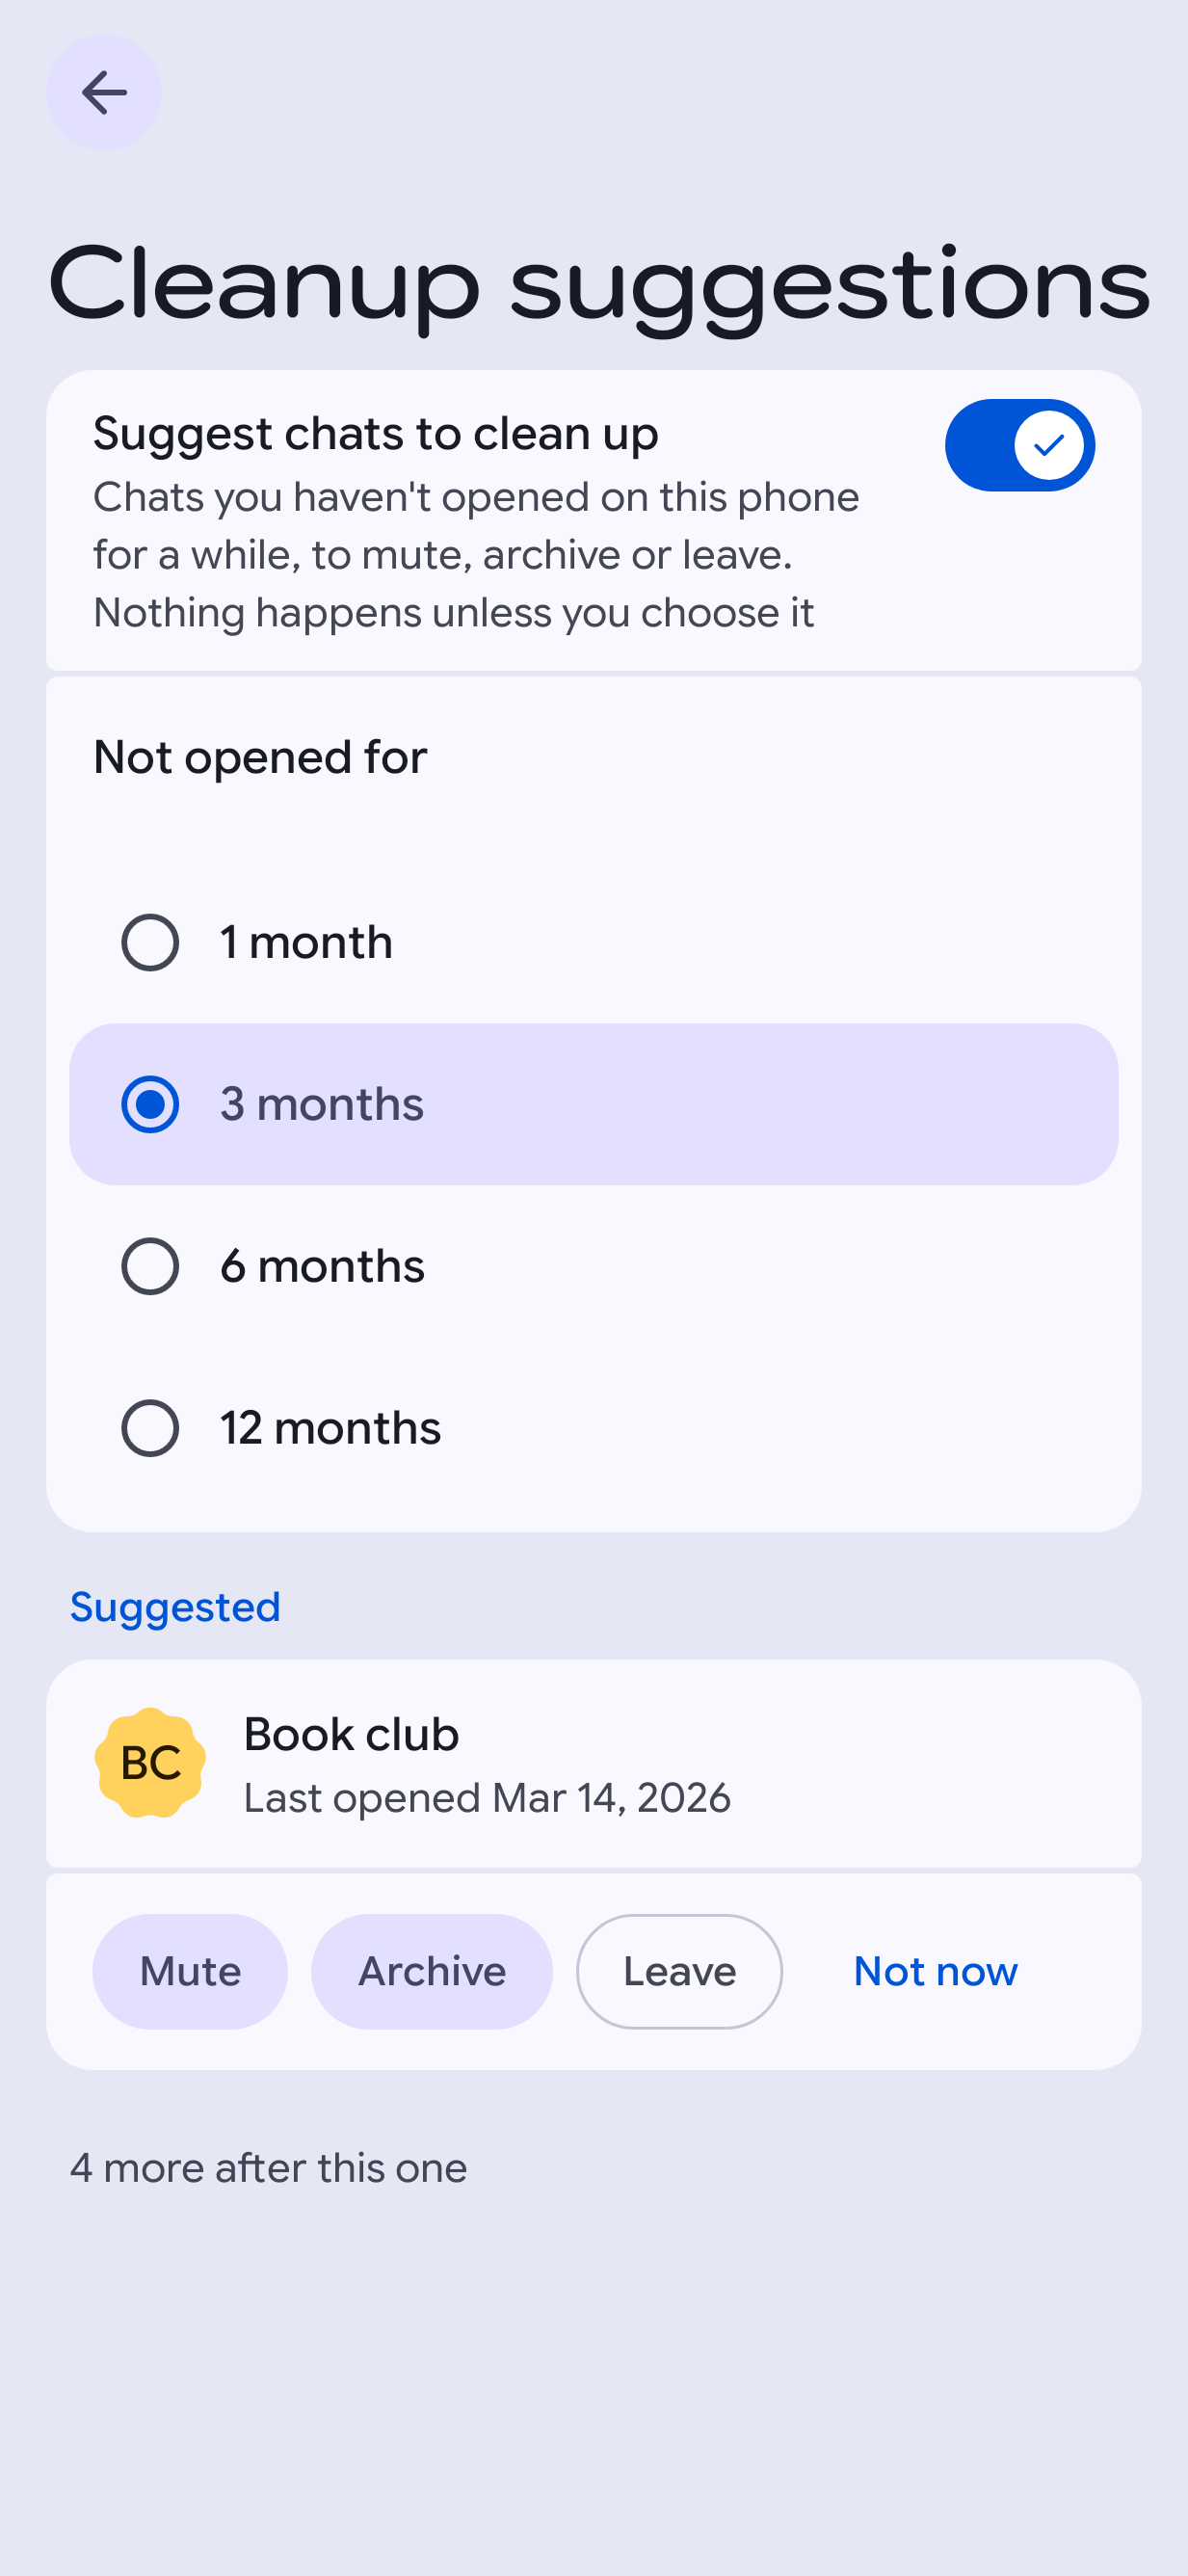 Cleanup suggestions
Suggest chats to clean up
Chats you haven't opened on this phone
for a while, to mute, archive or leave.
Nothing happens unless you choose it
Not opened for
1 month
3 months
6 months
12 months
Suggested
BC
Book club
Last opened Mar 14, 2026
Mute
Archive
Leave
Not now
4 more after this one